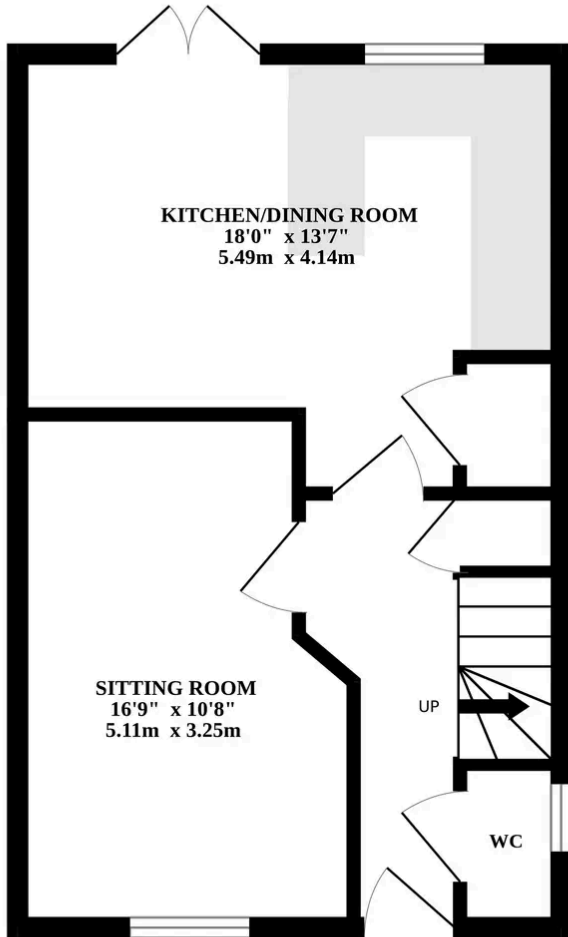 KITCHEN/DINING ROOM
18'0" x 13'7"
5.49m x 4.14m
SITTING ROOM
16'9" x 10'8"
5.11m x 3.25m
UP
WC